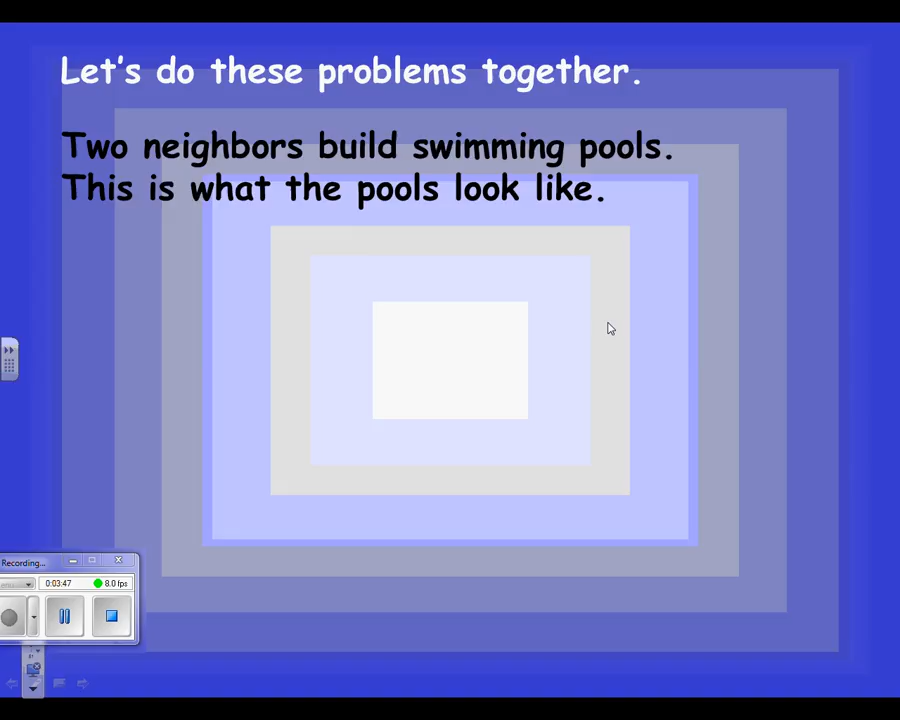 Let's do these problems together.
Two neighbors build swimming pools.
This is what the pools look like.
Recording...
0:03:47
8.0 fps